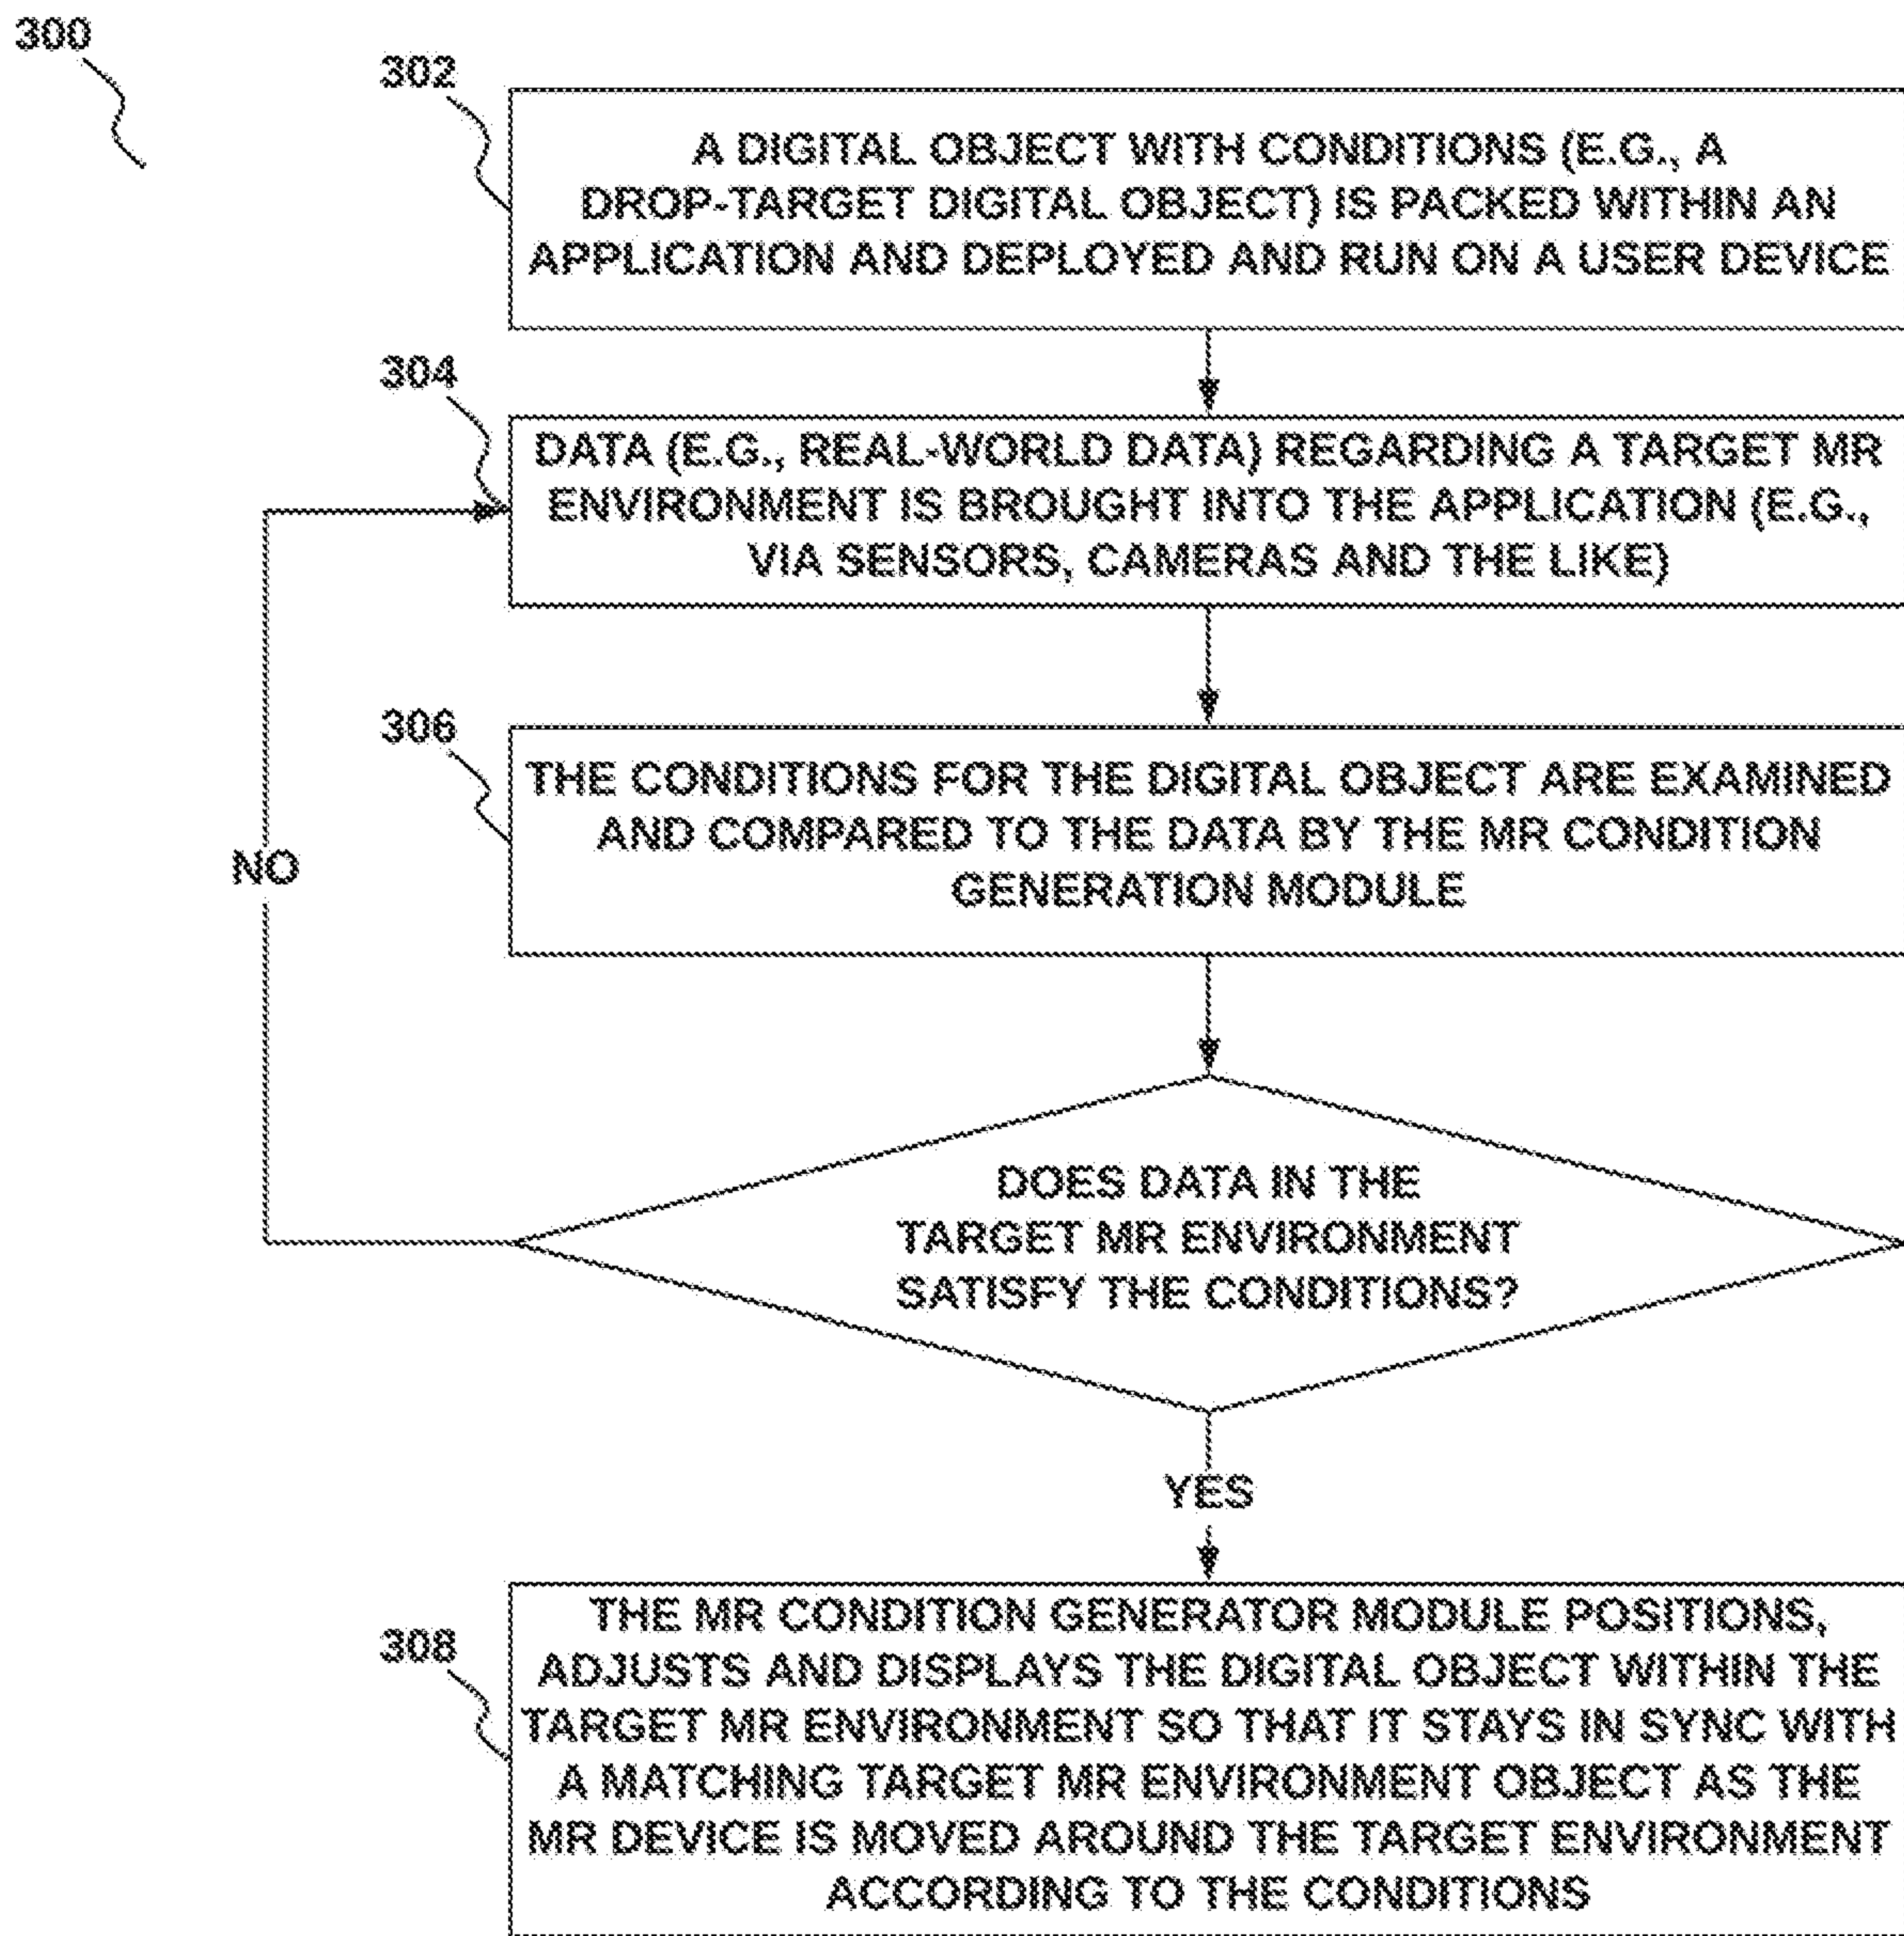 300
302
A DIGITAL OBJECT WITH CONDITIONS (E.G., A
DROP-TARGET DIGITAL OBJECT) IS PACKED WITHIN AN
APPLICATION AND DEPLOYED AND RUN ON A USER DEVICE
304
DATA (E.G., REAL-WORLD DATA) REGARDING A TARGET MR
ENVIRONMENT IS BROUGHT INTO THE APPLICATION (E.G.,
VIA SENSORS, CAMERAS AND THE LIKE)
306
THE CONDITIONS FOR THE DIGITAL OBJECT ARE EXAMINED
AND COMPARED TO THE DATA BY THE MR CONDITION
GENERATION MODULE
NO
DOES DATA IN THE
TARGET MR ENVIRONMENT
SATISFY THE CONDITIONS?
YES
308
THE MR CONDITION GENERATOR MODULE POSITIONS,
ADJUSTS AND DISPLAYS THE DIGITAL OBJECT WITHIN THE
TARGET MR ENVIRONMENT SO THAT IT STAYS IN SYNC WITH
A MATCHING TARGET MR ENVIRONMENT OBJECT AS THE
MR DEVICE IS MOVED AROUND THE TARGET ENVIRONMENT
ACCORDING TO THE CONDITIONS